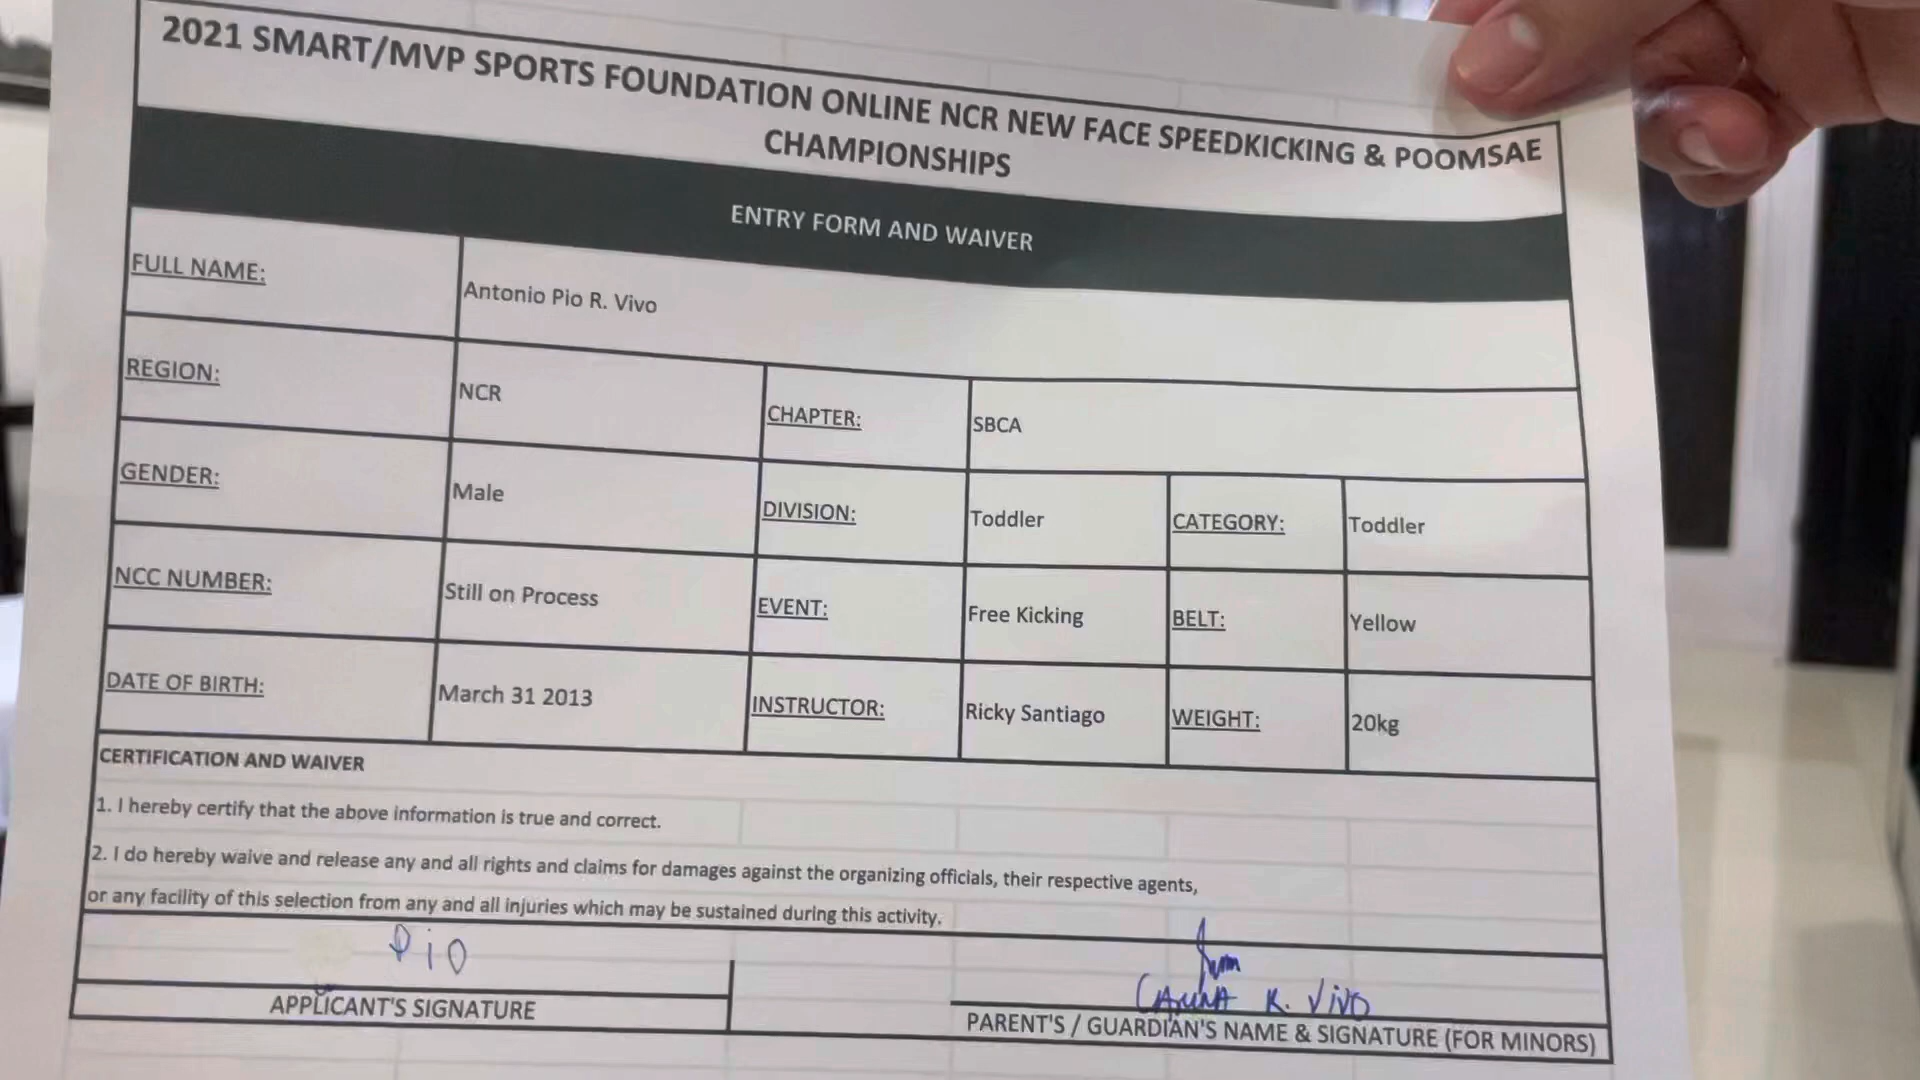 2021 SMART/MVP SPORTS FOUNDATION ONLINE NCR NEW FACE SPEEDKICKING & POOMSAE
CHAMPIONSHIPS
ENTRY FORM AND WAIVER
FULL NAME: Antonio Pio R. Vivo
REGION: NCR CHAPTER: SBCA
GENDER: Male DIVISION: Toddler CATEGORY: Toddler
NCC NUMBER: Still on Process EVENT: Free Kicking BELT: Yellow
DATE OF BIRTH: March 31 2013 INSTRUCTOR: Ricky Santiago WEIGHT: 20kg
CERTIFICATION AND WAIVER
1. I hereby certify that the above information is true and correct.
2. I do hereby waive and release any and all rights and claims for damages against the organizing officials, their respective agents,
or any facility of this selection from any and all injuries which may be sustained during this activity.
Pio
R. VIVO
APPLICANT'S SIGNATURE
PARENT'S / GUARDIAN'S NAME & SIGNATURE (FOR MINORS)